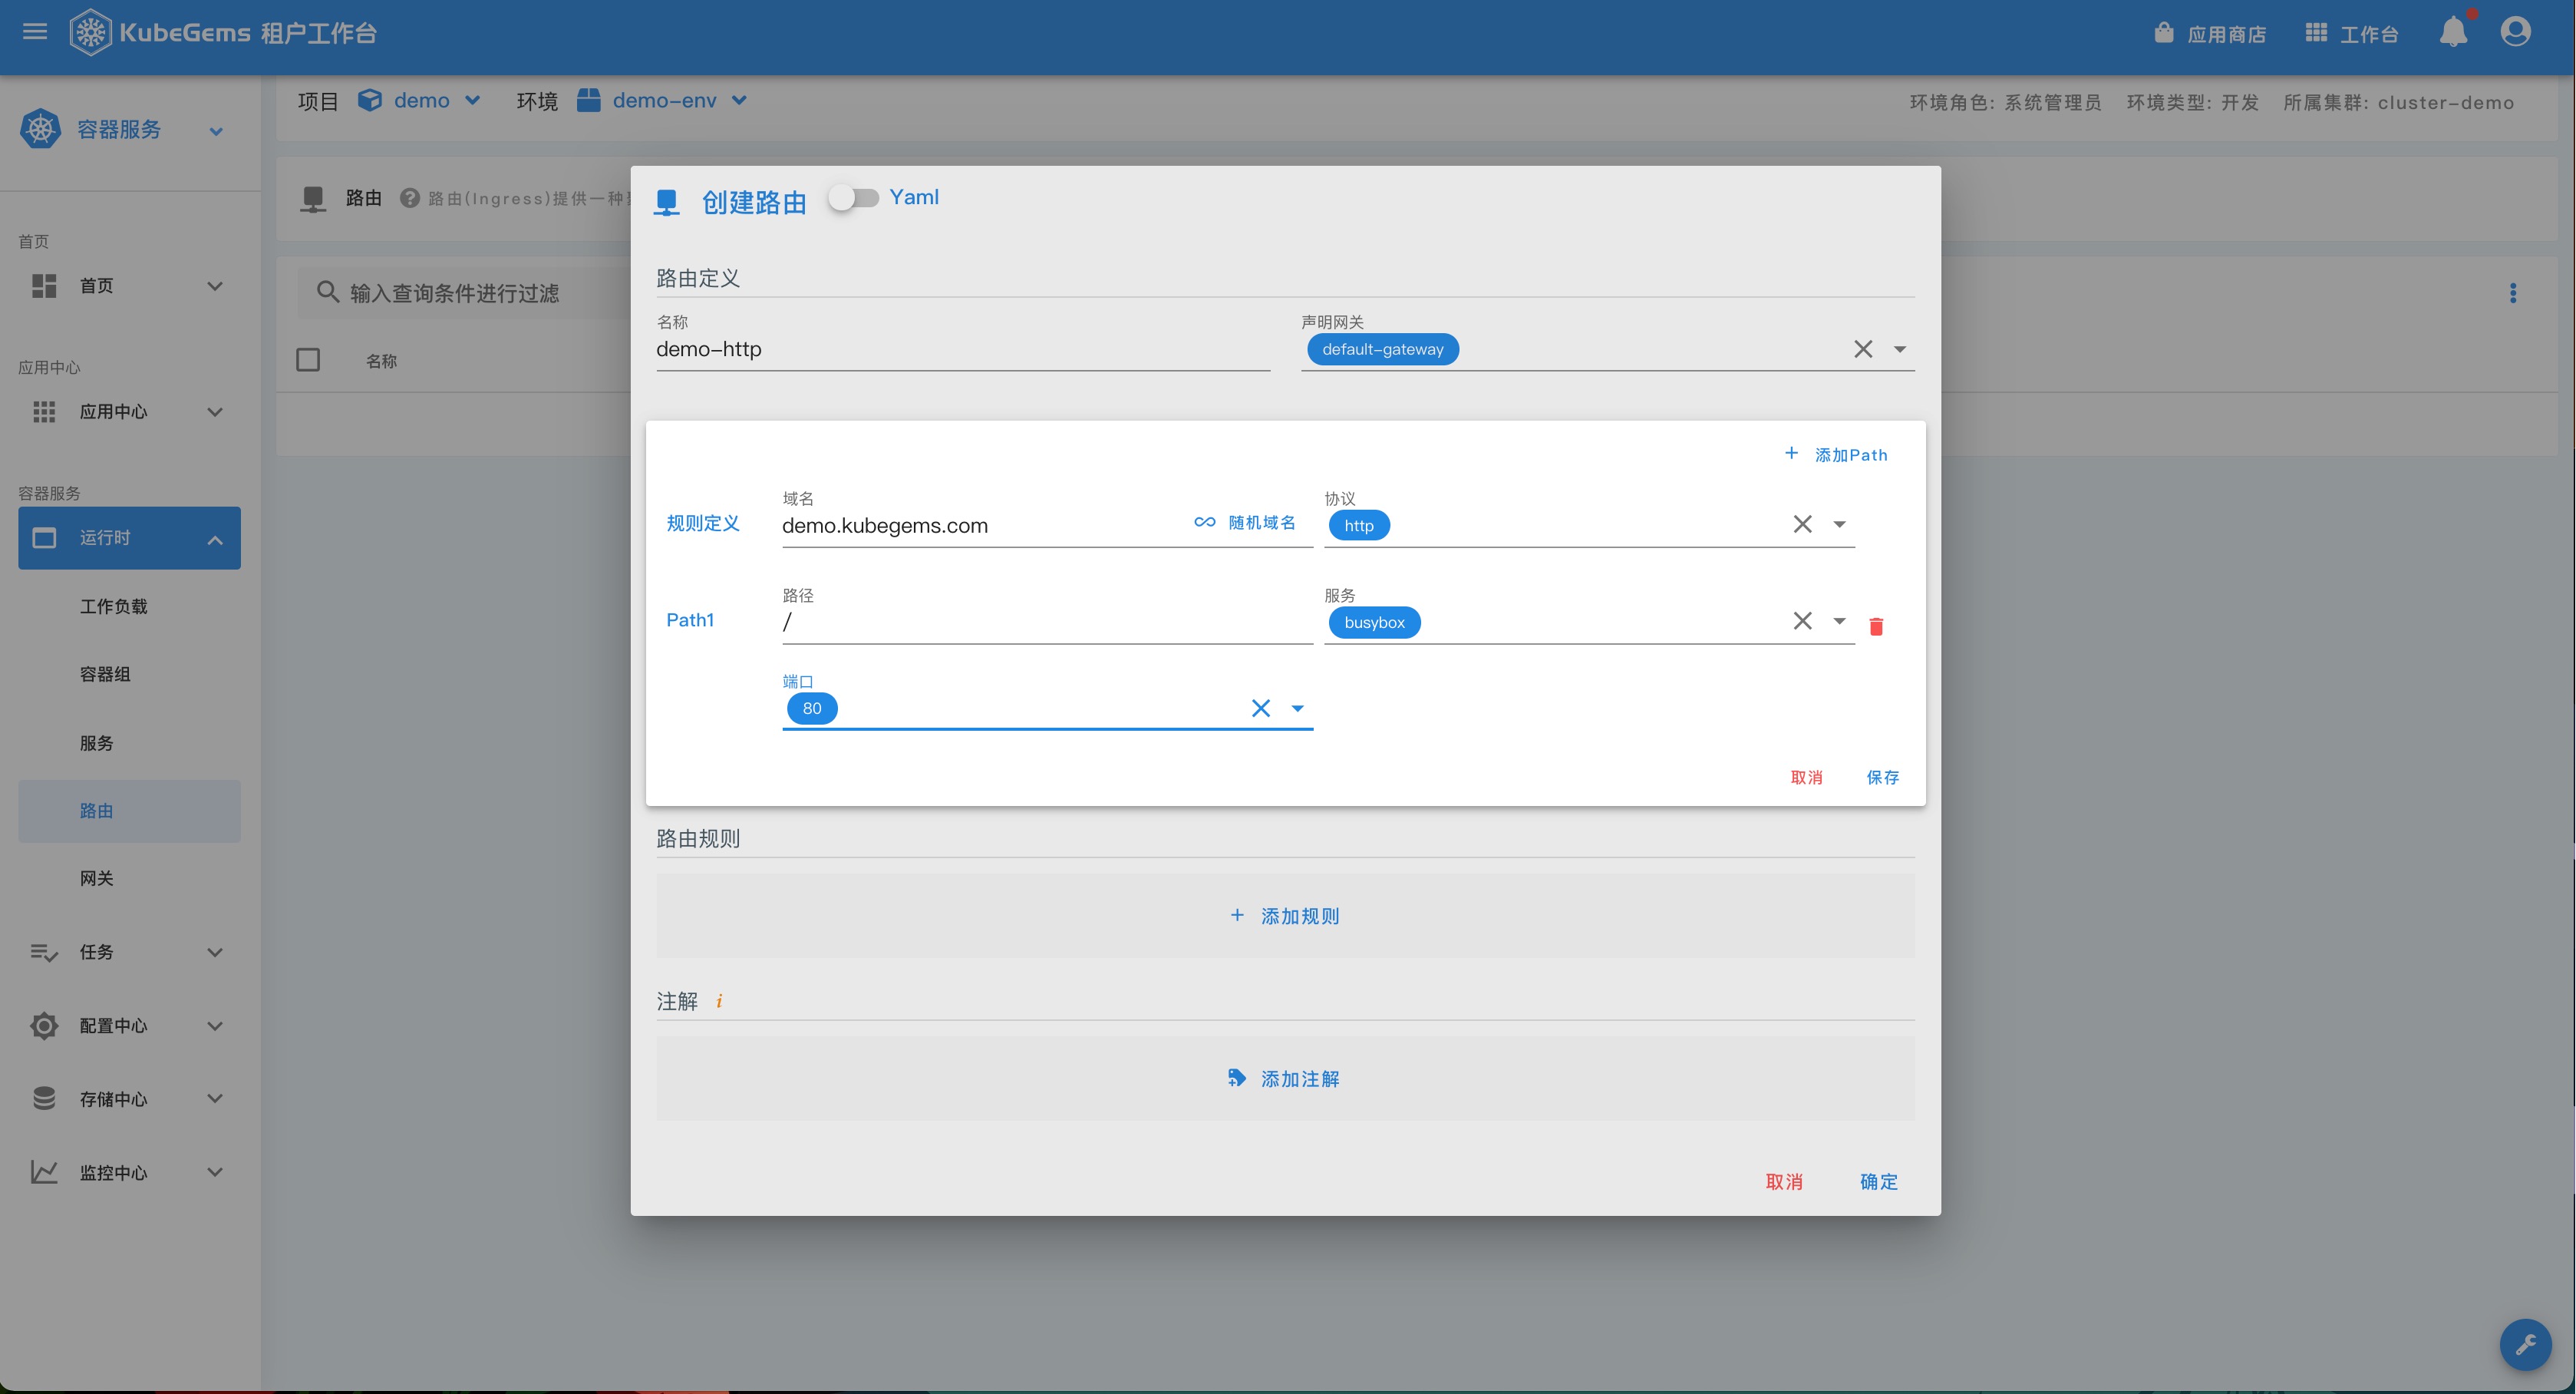 KubeGems 租户工作台
应用商店
工作台
容器服务
项目 demo 环境 demo-env
环境角色: 系统管理员 环境类型: 开发 所属集群: cluster-demo
路由 路由(Ingress)提供一种
输入查询条件进行过滤
名称
首页
首页
应用中心
应用中心
容器服务
运行时
工作负载
容器组
服务
路由
网关
任务
配置中心
存储中心
监控中心
创建路由 Yaml
路由定义
名称
demo-http
声明网关
default-gateway
+ 添加Path
规则定义
域名
demo.kubegems.com
随机域名
协议
http
Path1
路径
/
服务
busybox
端口
80
取消 保存
路由规则
+ 添加规则
注解 i
添加注解
取消 确定